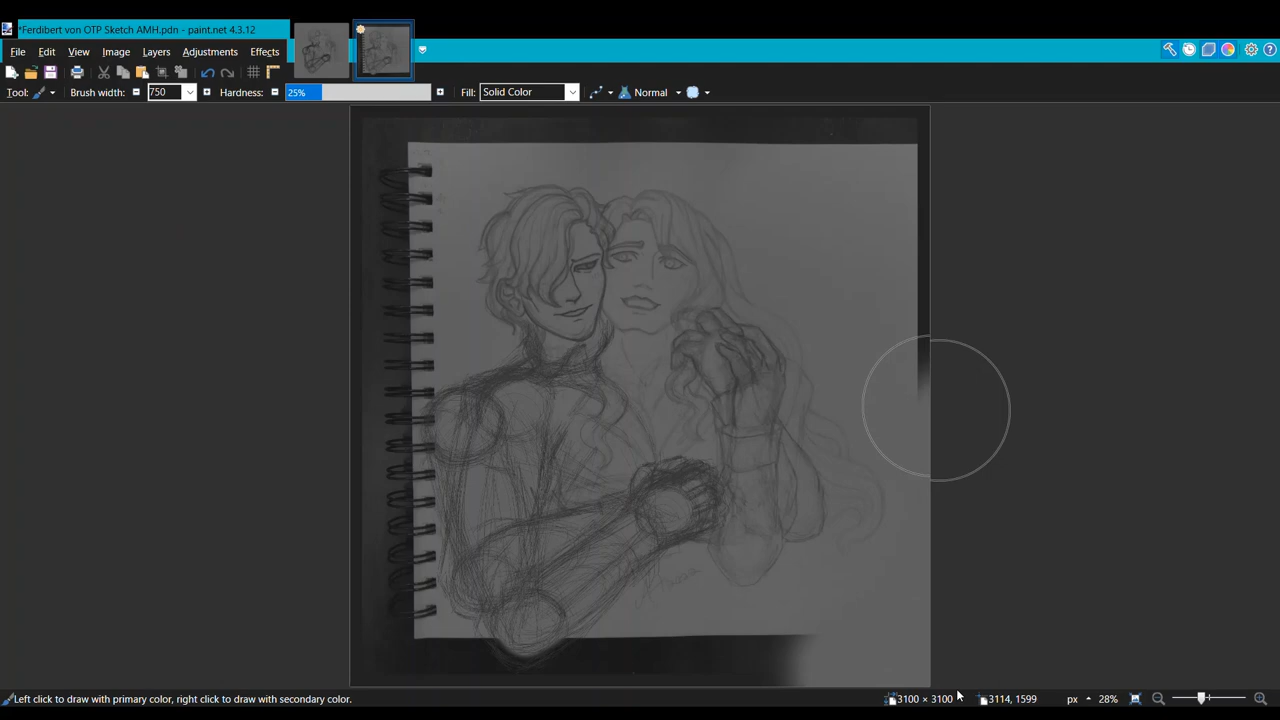 *Ferdibert von OTP Sketch AMH.pdn - paint.net 4.3.12
File Edit View Image Layers Adjustments Effects
Tool: Brush width: 750 Hardness: 25% Fill: Solid Color Normal
Left click to draw with primary color, right click to draw with secondary color. 3100 × 3100 3114, 1599 px 28%